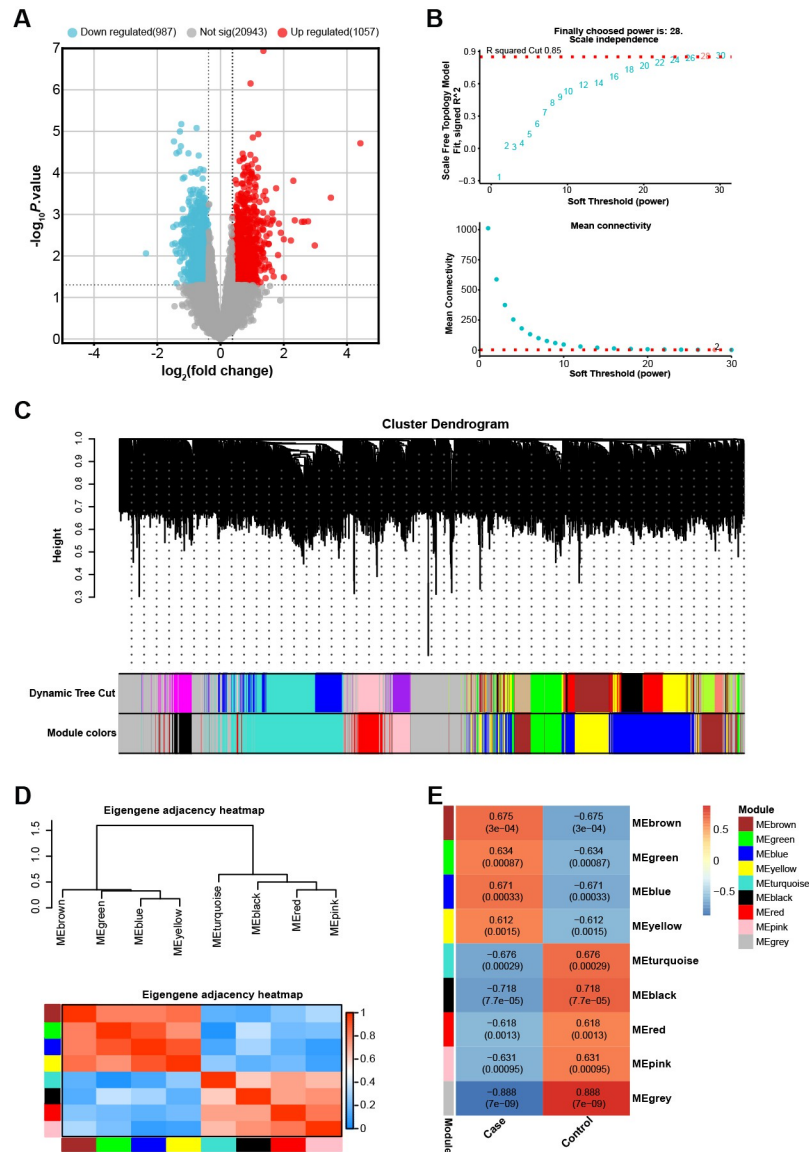 A
Down regulated(987) Not sig(20943) Up regulated(1057)
7
6
5
4
3
2
1
0
-log10P.value
-4 -2 0 2 4
log2(fold change)
B
Finally choosed power is: 28.
Scale independence
R squared Cut 0.85
0.9
0.6
0.3
0.0
−0.3
Scale Free Topology Model
Fit, signed R^2
1 2 3 4 5 6 7 8 9 10 12 14 16 18 20 22 24 26 28 30
0 10 20 30
Soft Threshold (power)
Mean connectivity
1000
750
500
250
0
Mean Connectivity
2
0 10 20 30
Soft Threshold (power)
C
Cluster Dendrogram
1.0
0.9
0.8
0.7
0.6
0.5
0.4
0.3
Height
Dynamic Tree Cut
Module colors
D
Eigengene adjacency heatmap
1.5
1.0
0.5
0.0
MEbrown
MEgreen
MEblue
MEyellow
MEturquoise
MEblack
MEred
MEpink
Eigengene adjacency heatmap
1
0.8
0.6
0.4
0.2
0
E
0.675 −0.675 MEbrown
(3e−04) (3e−04)
0.634 −0.634 MEgreen
(0.00087) (0.00087)
0.671 −0.671 MEblue
(0.00033) (0.00033)
0.612 −0.612 MEyellow
(0.0015) (0.0015)
−0.676 0.676 MEturquoise
(0.00029) (0.00029)
−0.718 0.718 MEblack
(7.7e−05) (7.7e−05)
−0.618 0.618 MEred
(0.0013) (0.0013)
−0.631 0.631 MEpink
(0.00095) (0.00095)
−0.888 0.888 MEgrey
(7e−09) (7e−09)
Module
Case
Control
0.5
0
−0.5
Module
MEbrown
MEgreen
MEblue
MEyellow
MEturquoise
MEblack
MEred
MEpink
MEgrey